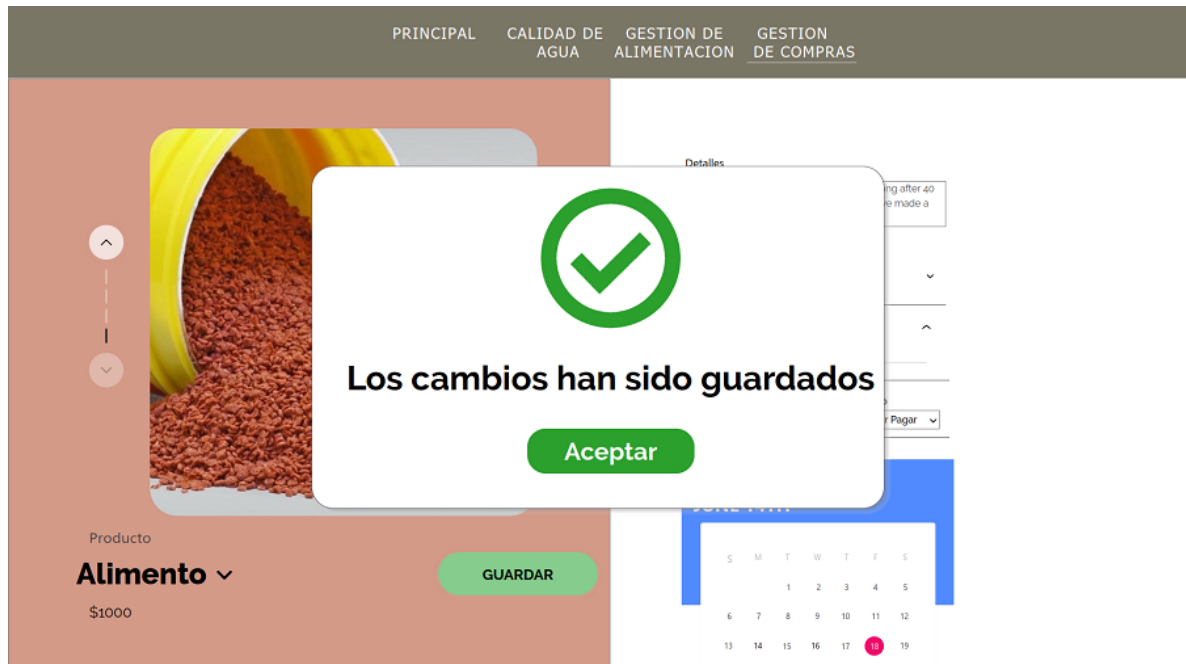 PRINCIPAL
CALIDAD DE
AGUA
GESTION DE
ALIMENTACION
GESTION
DE COMPRAS
Detalles
after 40
made a
Los cambios han sido guardados
Aceptar
Pagar
Producto
Alimento
$1000
GUARDAR
S M T W T F S
1 2 3 4 5
6 7 8 9 10 11 12
13 14 15 16 17 18 19